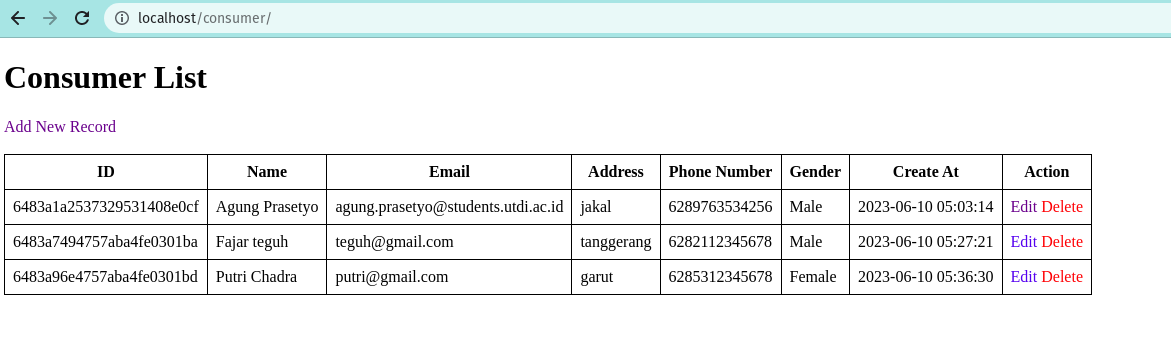 localhost/consumer/
Consumer List
Add New Record
ID Name Email Address Phone Number Gender Create At Action
6483a1a2537329531408e0cf Agung Prasetyo agung.prasetyo@students.utdi.ac.id jakal 6289763534256 Male 2023-06-10 05:03:14 Edit Delete
6483a7494757aba4fe0301ba Fajar teguh teguh@gmail.com tanggerang 6282112345678 Male 2023-06-10 05:27:21 Edit Delete
6483a96e4757aba4fe0301bd Putri Chadra putri@gmail.com garut 6285312345678 Female 2023-06-10 05:36:30 Edit Delete